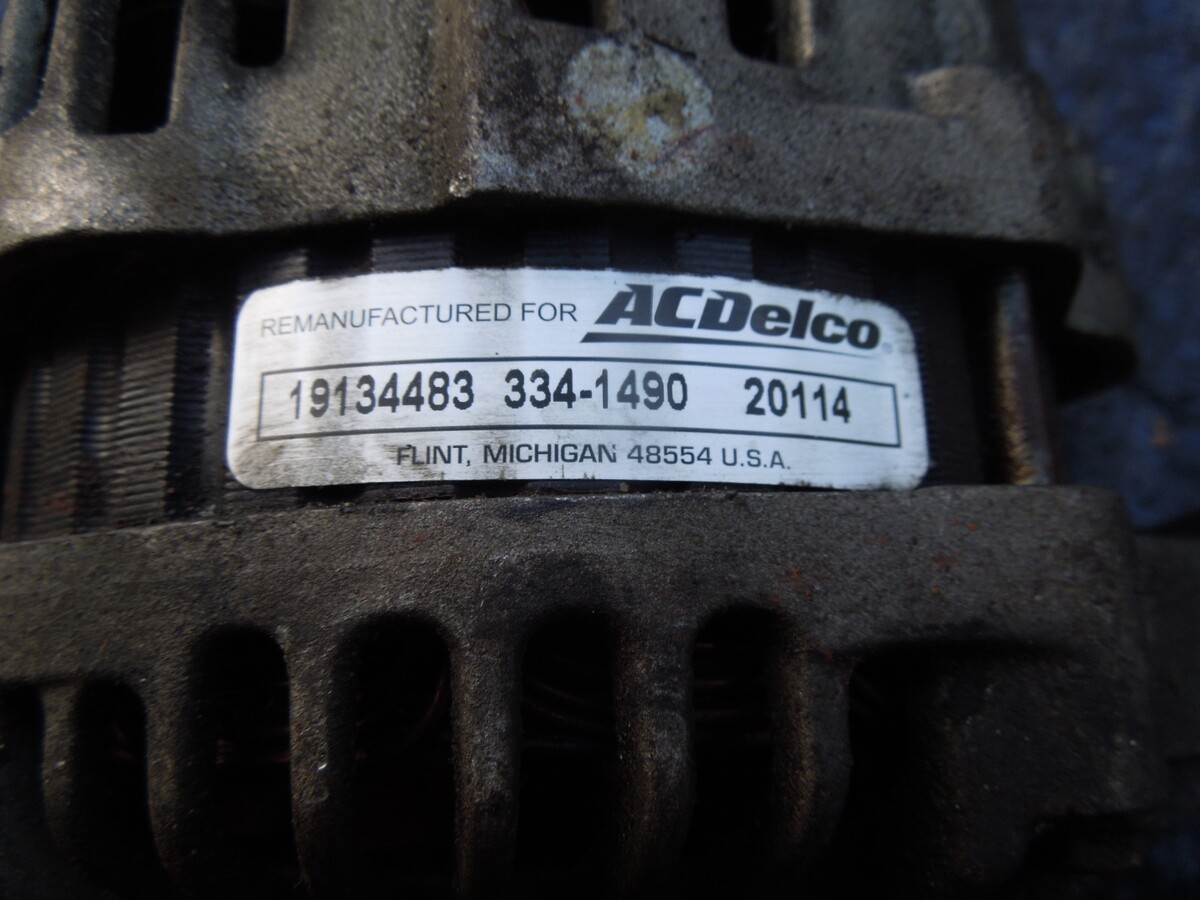 REMANUFACTURED FOR ACDelco®
19134483 334-1490 20114
FLINT, MICHIGAN 48554 U.S.A.